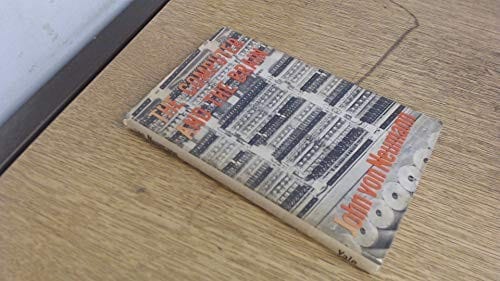 THE COMPUTER
AND THE BRAIN
John von Neumann
Yale